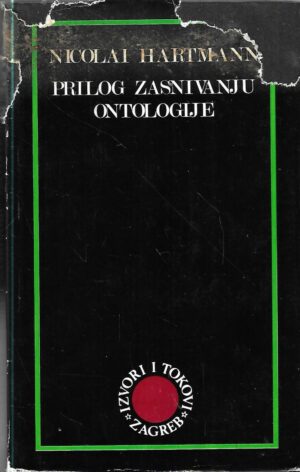 NICOLAI HARTMANN
PRILOG ZASNIVANJU
ONTOLOGIJE
* IZVORI I TOKOVI *
ZAGREB